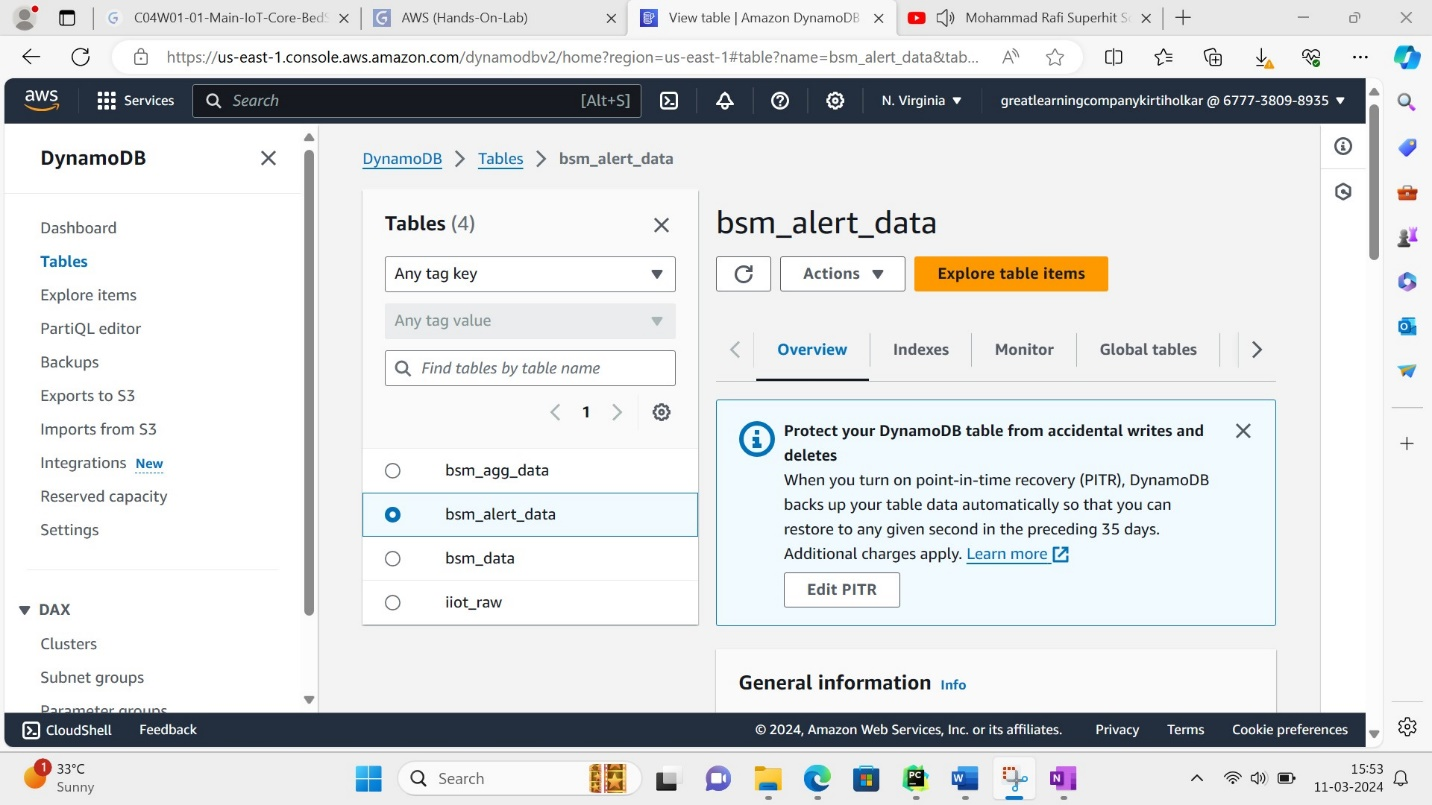 C04W01-01-Main-IoT-Core-BedS
AWS (Hands-On-Lab)
View table | Amazon DynamoDB
Mohammad Rafi Superhit So
https://us-east-1.console.aws.amazon.com/dynamodbv2/home?region=us-east-1#table?name=bsm_alert_data&tab...
aws
Services
Search
[Alt+S]
N. Virginia
greatlearningcompanykirtiholkar @ 6777-3809-8935
DynamoDB
Dashboard
Tables
Explore items
PartiQL editor
Backups
Exports to S3
Imports from S3
Integrations New
Reserved capacity
Settings
DAX
Clusters
Subnet groups
Parameter groups
DynamoDB
Tables
bsm_alert_data
Tables (4)
Any tag key
Any tag value
Find tables by table name
1
bsm_agg_data
bsm_alert_data
bsm_data
iiot_raw
bsm_alert_data
Actions
Explore table items
Overview
Indexes
Monitor
Global tables
Protect your DynamoDB table from accidental writes and
deletes
When you turn on point-in-time recovery (PITR), DynamoDB
backs up your table data automatically so that you can
restore to any given second in the preceding 35 days.
Additional charges apply. Learn more
Edit PITR
General information Info
CloudShell
Feedback
© 2024, Amazon Web Services, Inc. or its affiliates.
Privacy
Terms
Cookie preferences
1
33°C
Sunny
Search
15:53
11-03-2024